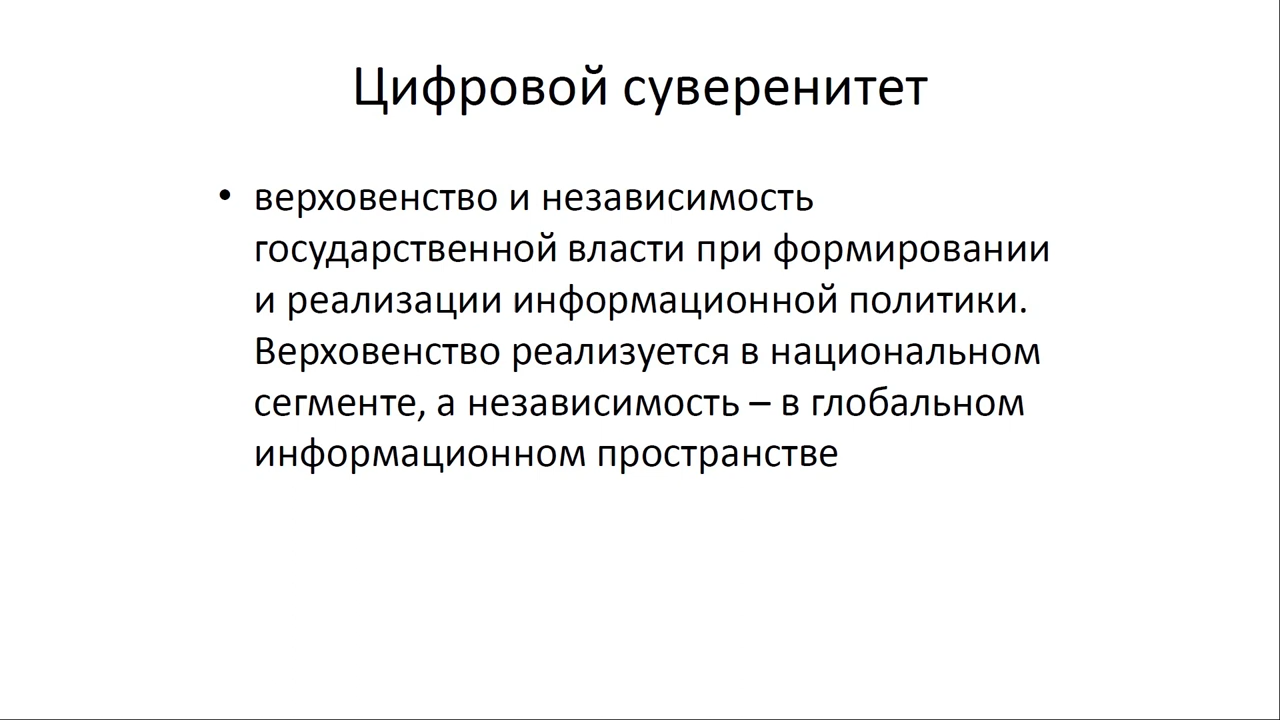 Цифровой суверенитет
• верховенство и независимость
государственной власти при формировании
и реализации информационной политики.
Верховенство реализуется в национальном
сегменте, а независимость – в глобальном
информационном пространстве